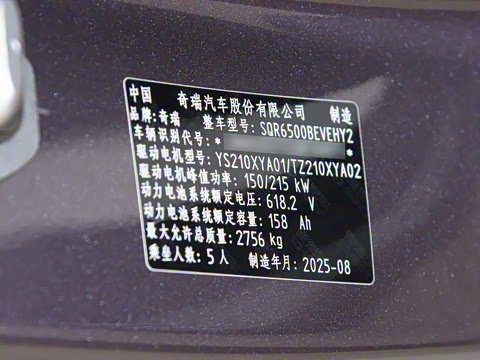 中国 奇瑞汽车股份有限公司 制造
品牌:奇瑞 整车型号:SQR6500BEVEHY2
车辆识别代号:* *
驱动电机型号:YS210XYA01/TZ210XYA02
驱动电机峰值功率:150/215 kW
动力电池系统额定电压:618.2 V
动力电池系统额定容量:158 Ah
最大允许总质量:2756 kg
乘坐人数:5人 制造年月:2025-08